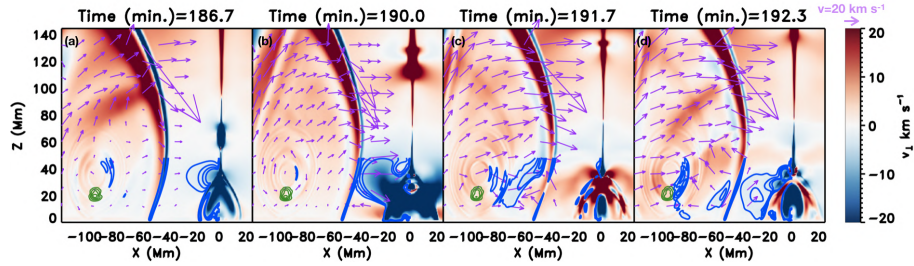 Time (min.)=186.7 Time (min.)=190.0 Time (min.)=191.7 Time (min.)=192.3 v=20 km s⁻¹
(a) (b) (c) (d)
140
120
100
80
60
40
20
0
Z (Mm)
-100 -80 -60 -40 -20 0 -100 -80 -60 -40 -20 0 20 -100 -80 -60 -40 -20 0 20 -100 -80 -60 -40 -20 0 20
X (Mm) X (Mm) X (Mm) X (Mm)
20
10
0
-10
-20
v⊥ km s⁻¹